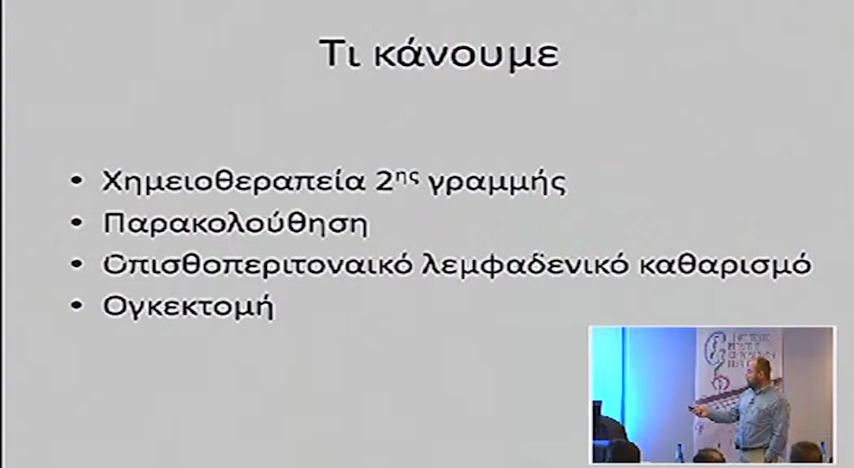 Τι κάνουμε
• Χημειοθεραπεία 2ης γραμμής
• Παρακολούθηση
• Οπισθοπεριτοναικό λεμφαδενικό καθαρισμό
• Ογκεκτομή